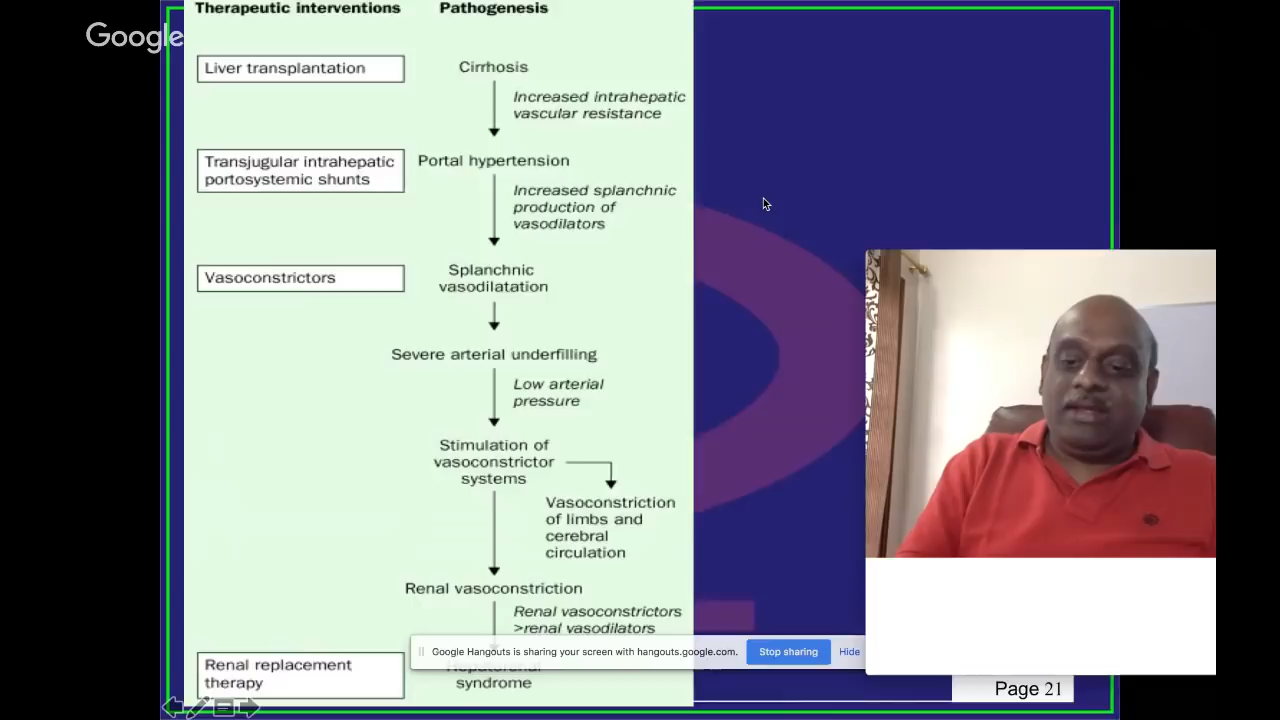 Therapeutic interventions
Pathogenesis
Google
Liver transplantation
Cirrhosis
Increased intrahepatic
vascular resistance
Transjugular intrahepatic
portosystemic shunts
Portal hypertension
Increased splanchnic
production of
vasodilators
Vasoconstrictors
Splanchnic
vasodilatation
Severe arterial underfilling
Low arterial
pressure
Stimulation of
vasoconstrictor
systems
Vasoconstriction
of limbs and
cerebral
circulation
Renal vasoconstriction
Renal vasoconstrictors
>renal vasodilators
Google Hangouts is sharing your screen with hangouts.google.com.
Stop sharing
Hide
Renal replacement
therapy
Hepatorenal
syndrome
Page 21